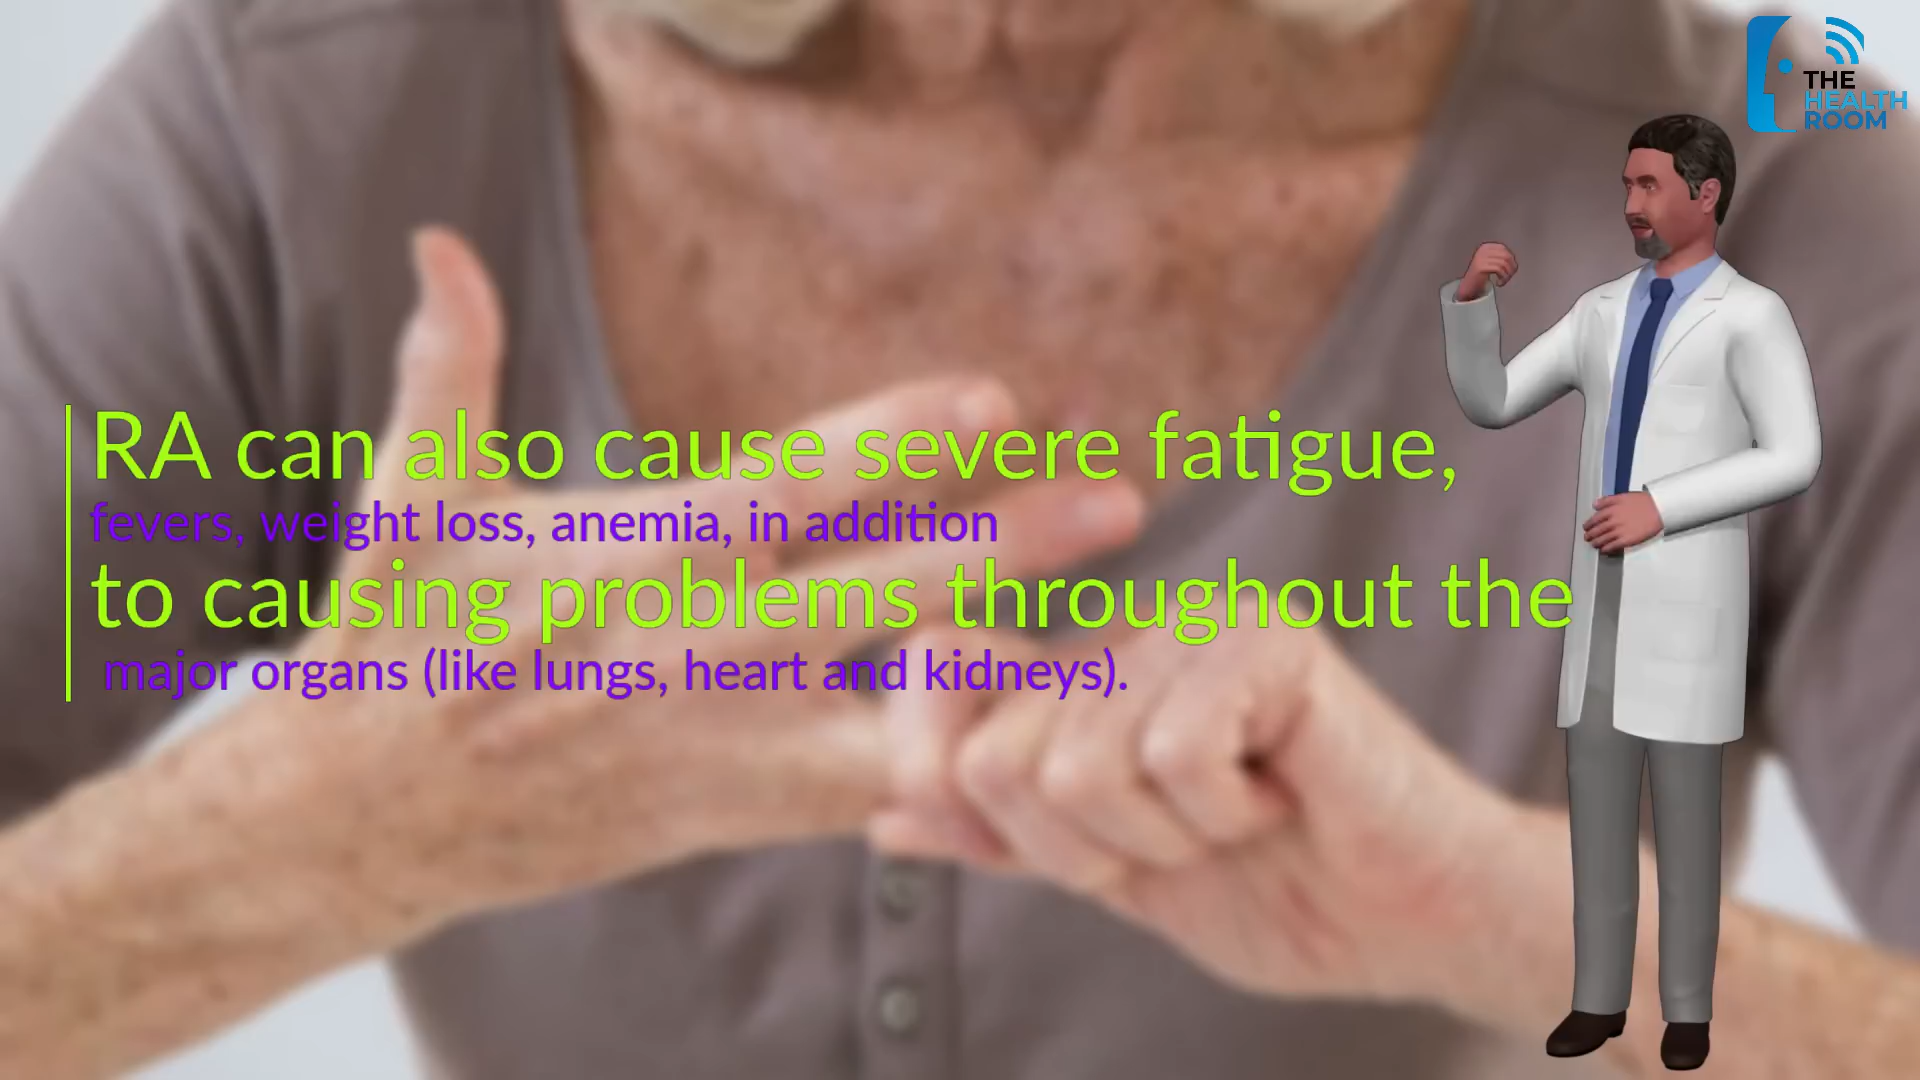 THE
HEALTH
ROOM
RA can also cause severe fatigue,
fevers, weight loss, anemia, in addition
to causing problems throughout the
major organs (like lungs, heart and kidneys).